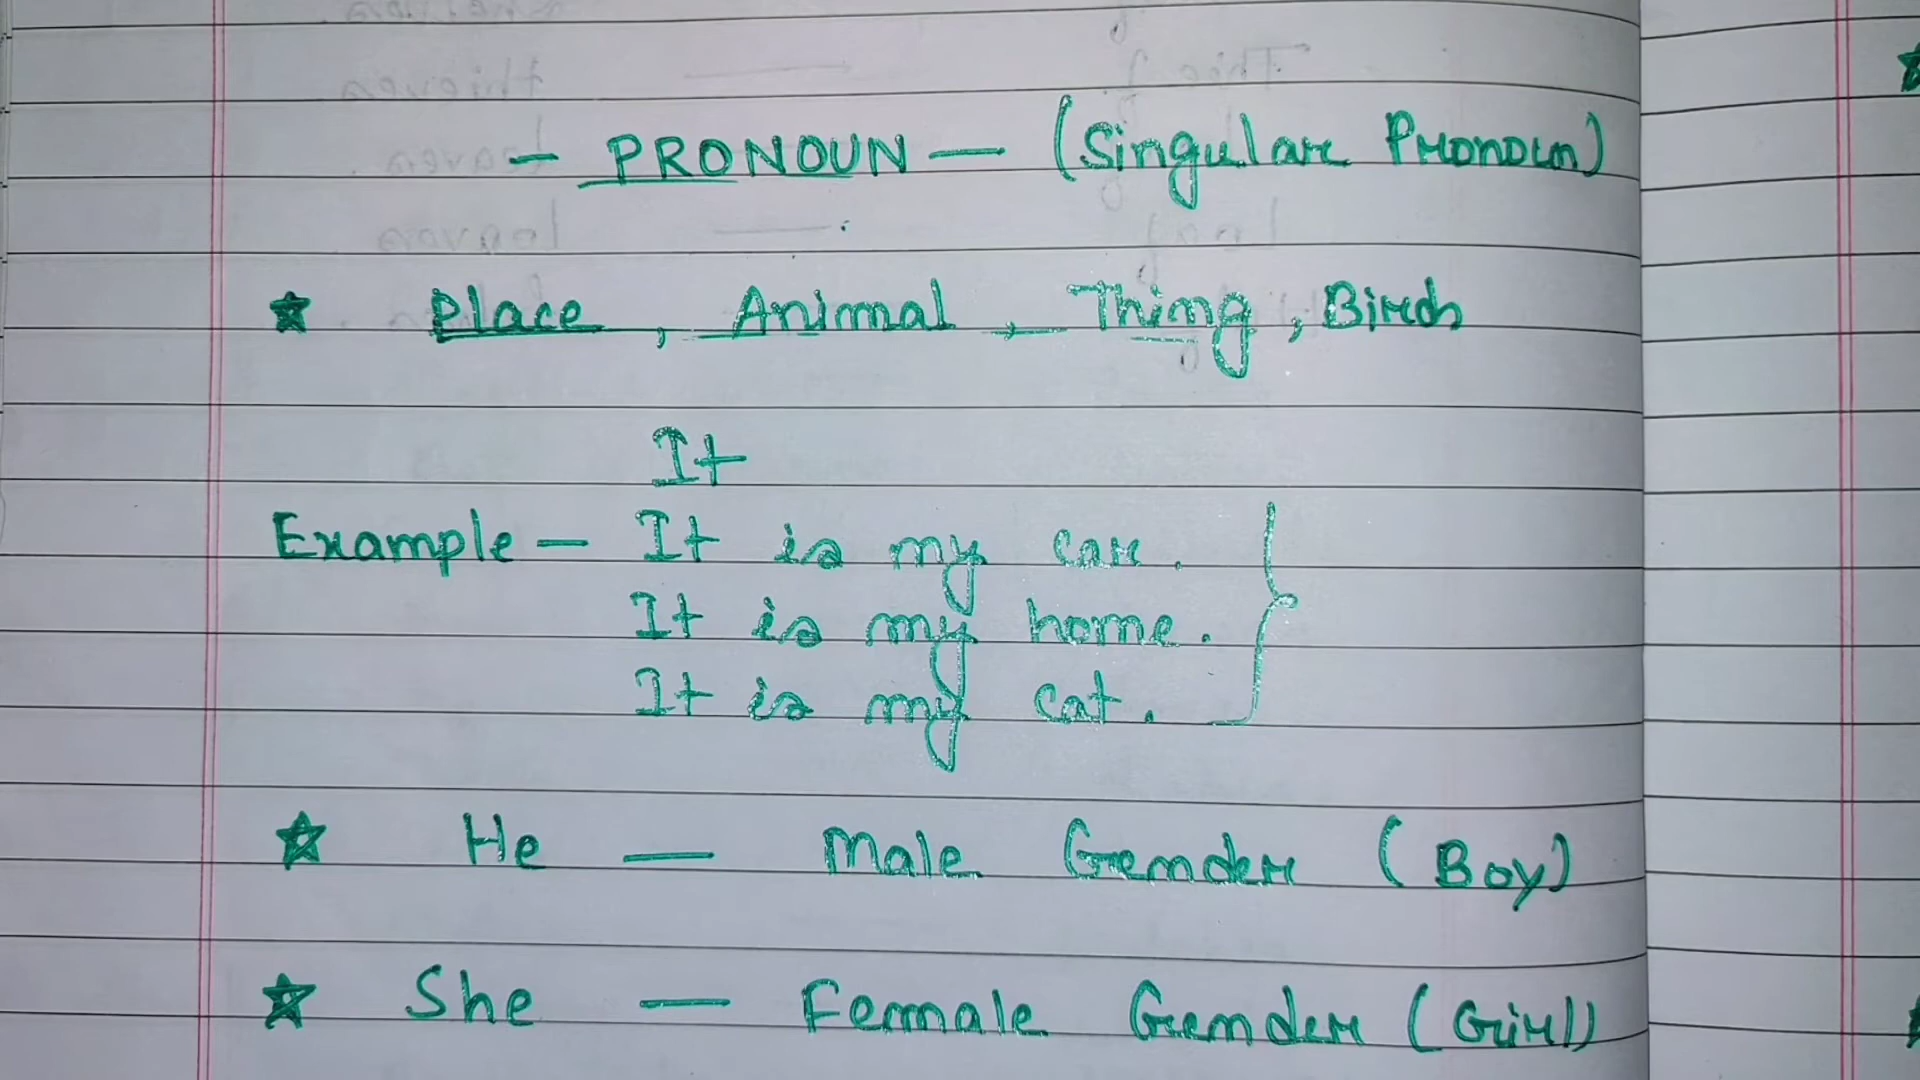 — PRONOUN — (Singular Pronoun)
★ Place, Animal, Thing, Birds
It
Example — It is my car.
It is my home.
It is my cat.
★ He — Male Gender (Boy)
★ She — Female Gender (Girl)